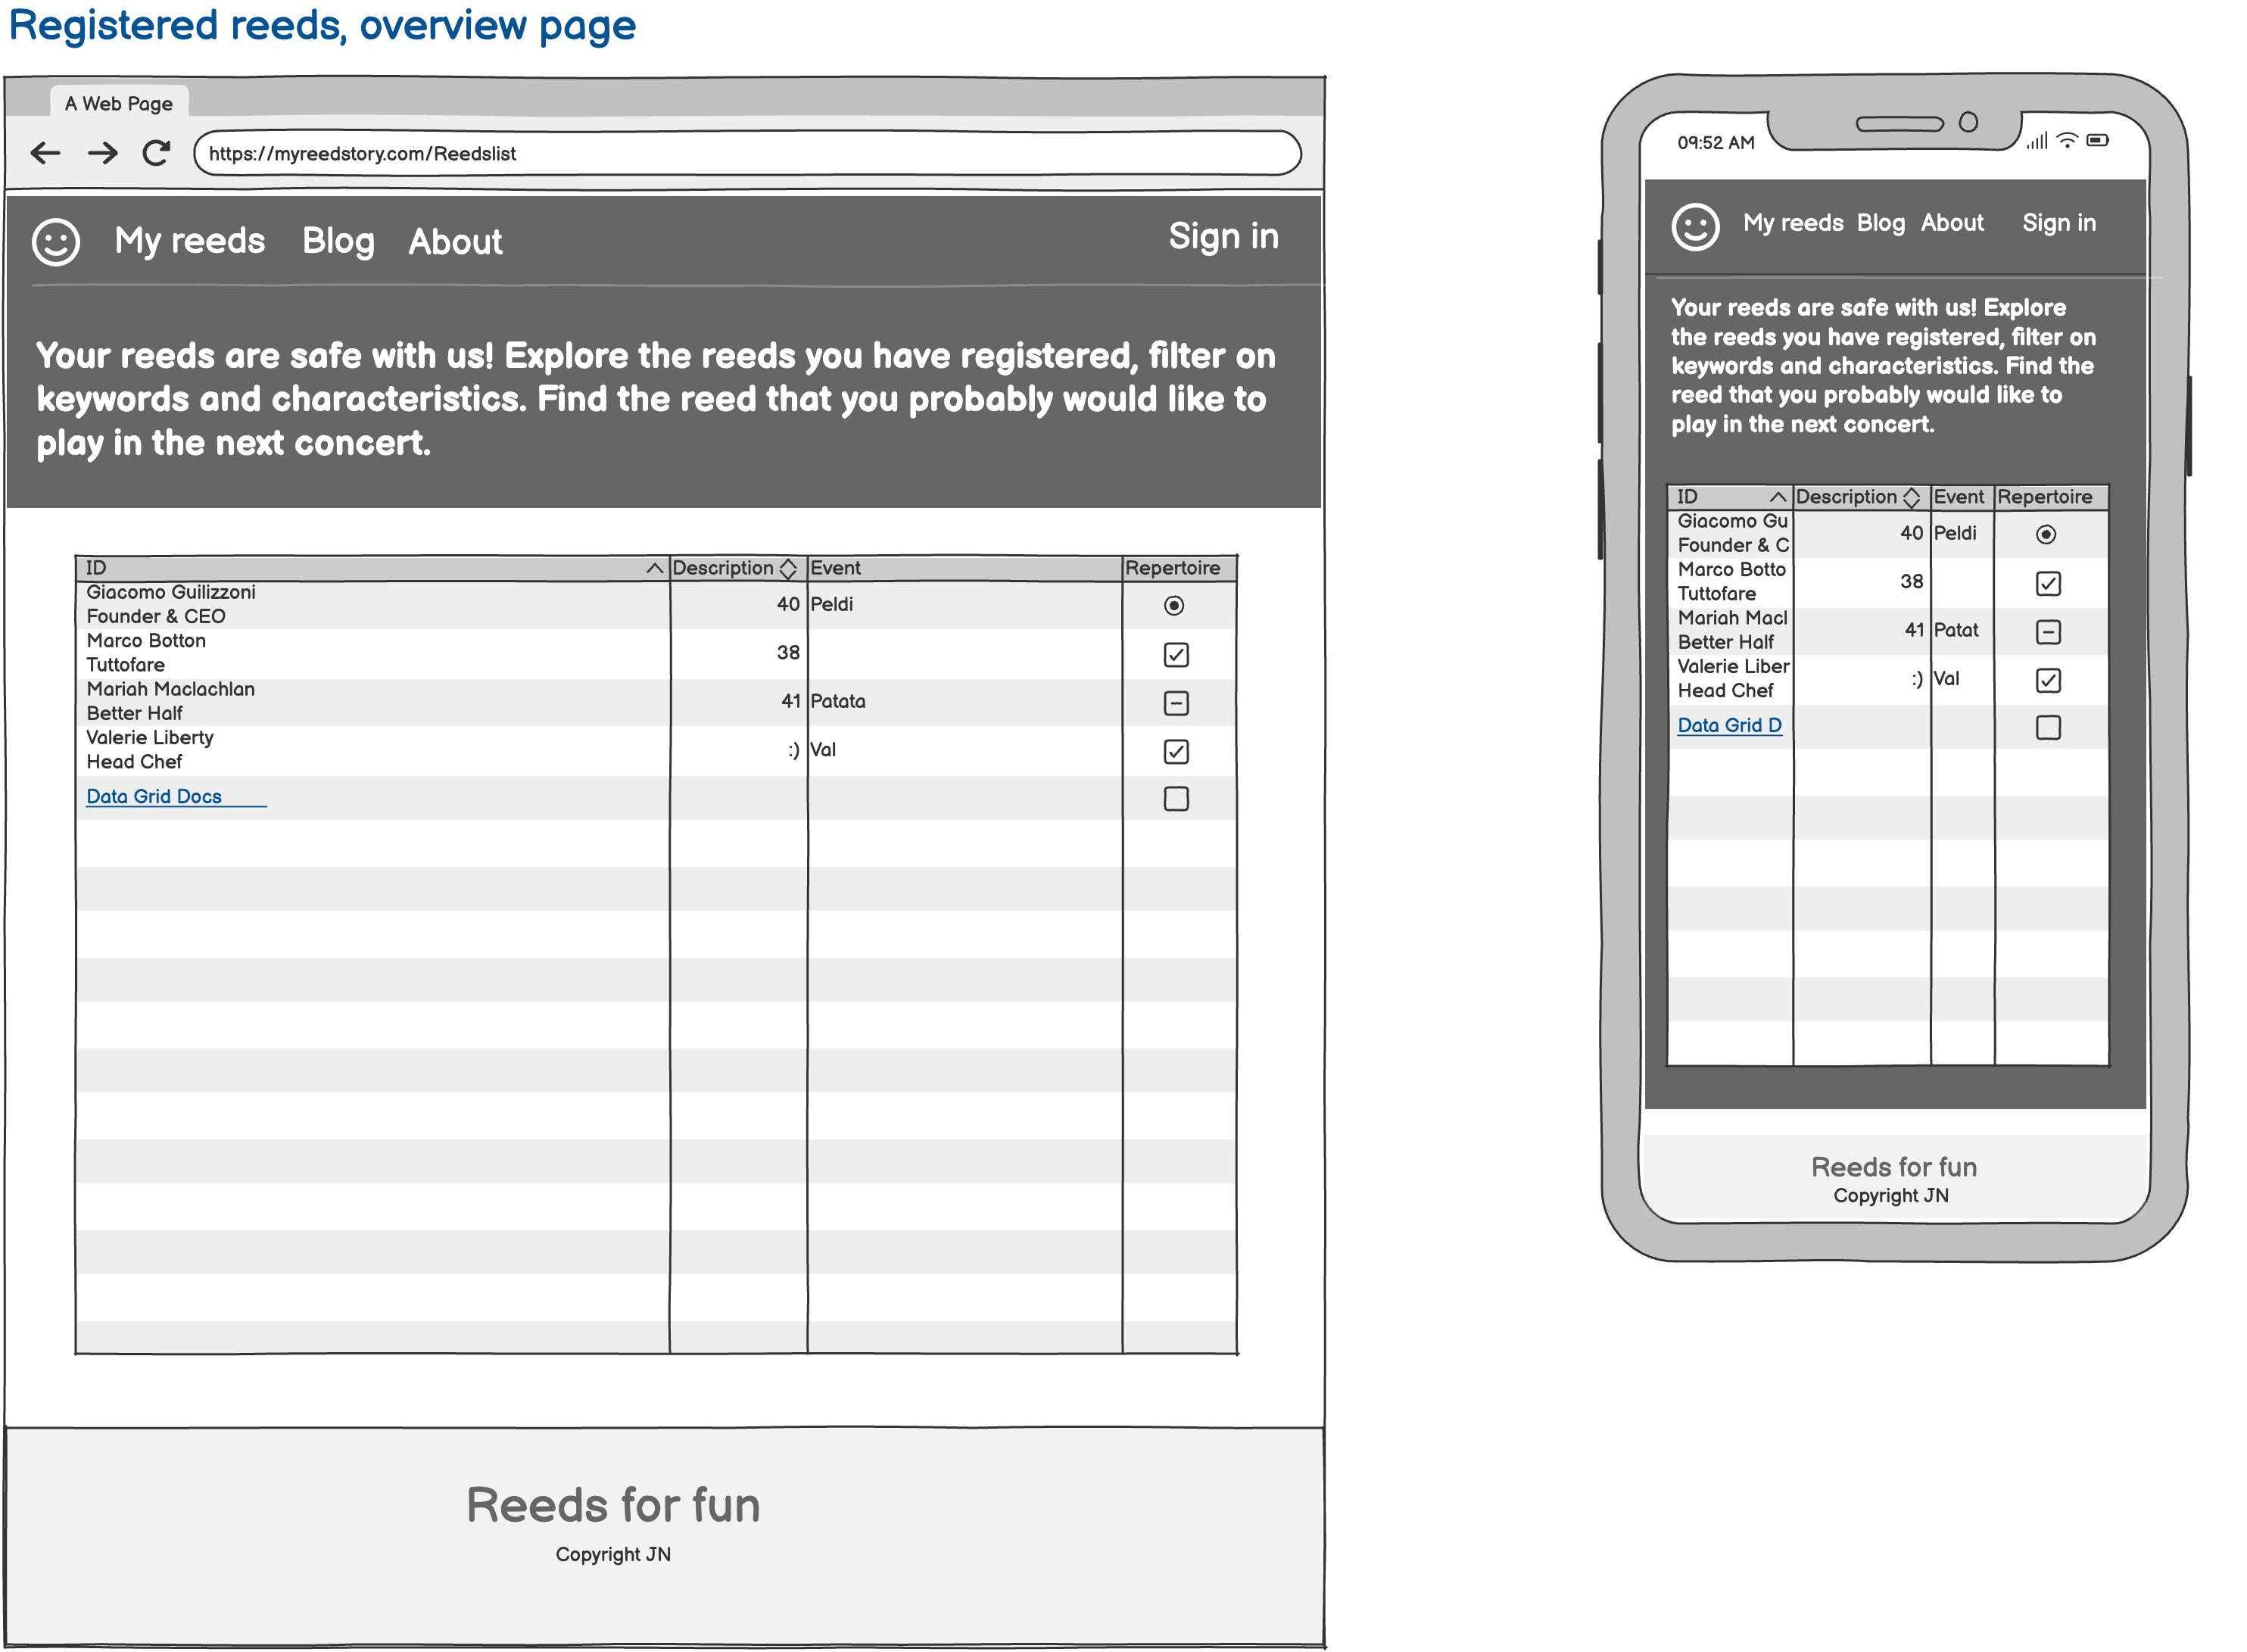 Registered reeds, overview page
A Web Page
https://myreedstory.com/Reedslist
My reeds Blog About Sign in
Your reeds are safe with us! Explore the reeds you have registered, filter on
keywords and characteristics. Find the reed that you probably would like to
play in the next concert.
ID Description Event Repertoire
Giacomo Guilizzoni
Founder & CEO
40 Peldi
Marco Botton
Tuttofare
38
Mariah Maclachlan
Better Half
41 Patata
Valerie Liberty
Head Chef
:) Val
Data Grid Docs
Reeds for fun
Copyright JN
09:52 AM
My reeds Blog About Sign in
Your reeds are safe with us! Explore
the reeds you have registered, filter on
keywords and characteristics. Find the
reed that you probably would like to
play in the next concert.
ID Description Event Repertoire
Giacomo Gu
Founder & C
40 Peldi
Marco Botto
Tuttofare
38
Mariah Macl
Better Half
41 Patat
Valerie Liber
Head Chef
:) Val
Data Grid D
Reeds for fun
Copyright JN